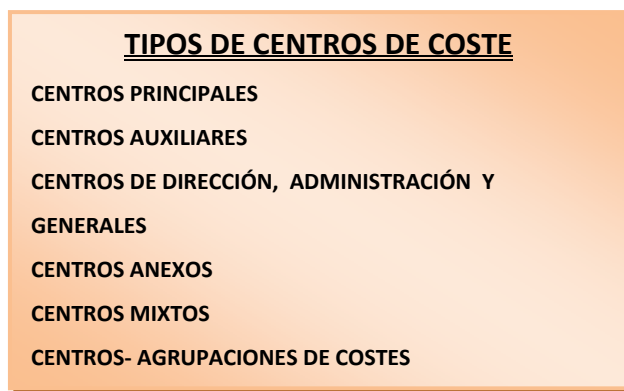 TIPOS DE CENTROS DE COSTE
CENTROS PRINCIPALES
CENTROS AUXILIARES
CENTROS DE DIRECCIÓN, ADMINISTRACIÓN Y
GENERALES
CENTROS ANEXOS
CENTROS MIXTOS
CENTROS- AGRUPACIONES DE COSTES